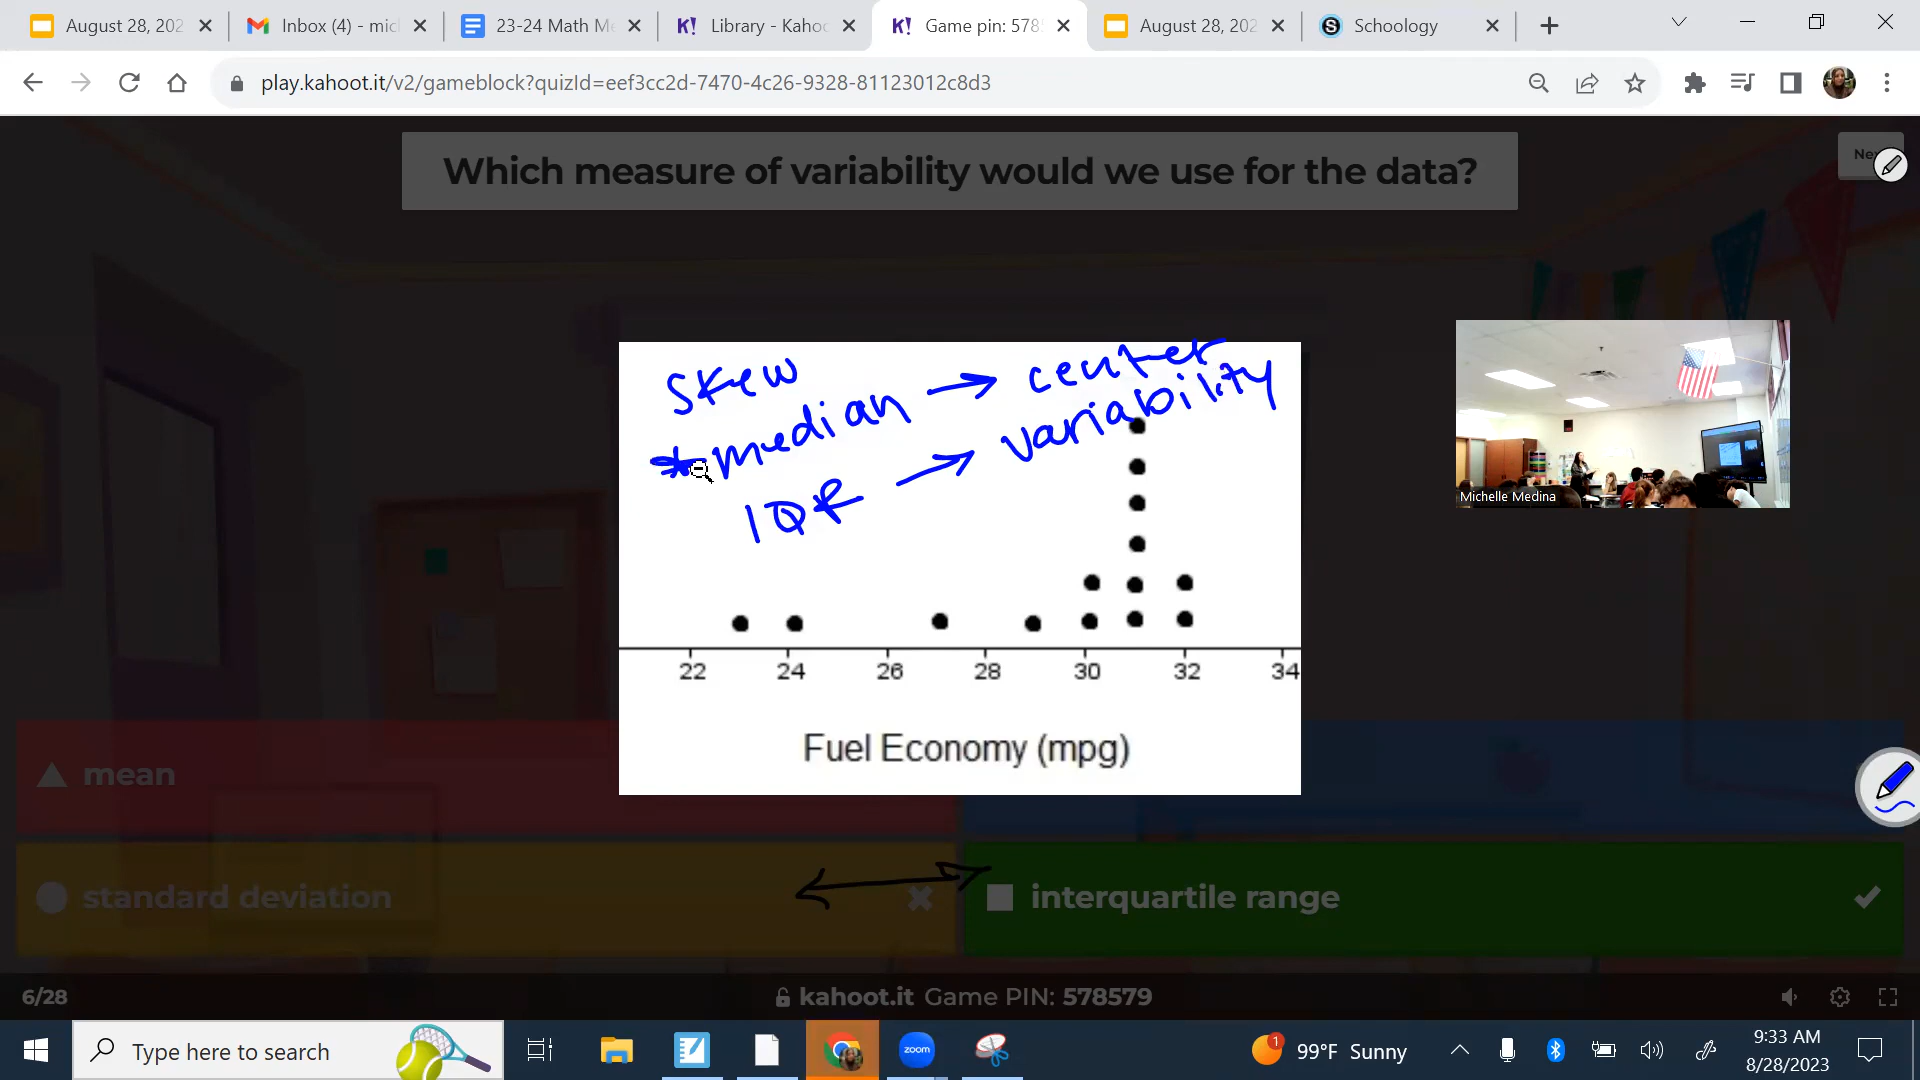 August 28, 202
Inbox (4) - mic
23-24 Math Me
Library - Kahoo
Game pin: 578
August 28, 202
Schoology
play.kahoot.it/v2/gameblock?quizId=eef3cc2d-7470-4c26-9328-81123012c8d3
Which measure of variability would we use for the data?
Ne
skew
*median → center
IQR → variability
Michelle Medina
22 24 26 28 30 32 34
Fuel Economy (mpg)
mean
standard deviation
interquartile range
6/28
kahoot.it Game PIN: 578579
Type here to search
zoom
1
99°F Sunny
9:33 AM
8/28/2023